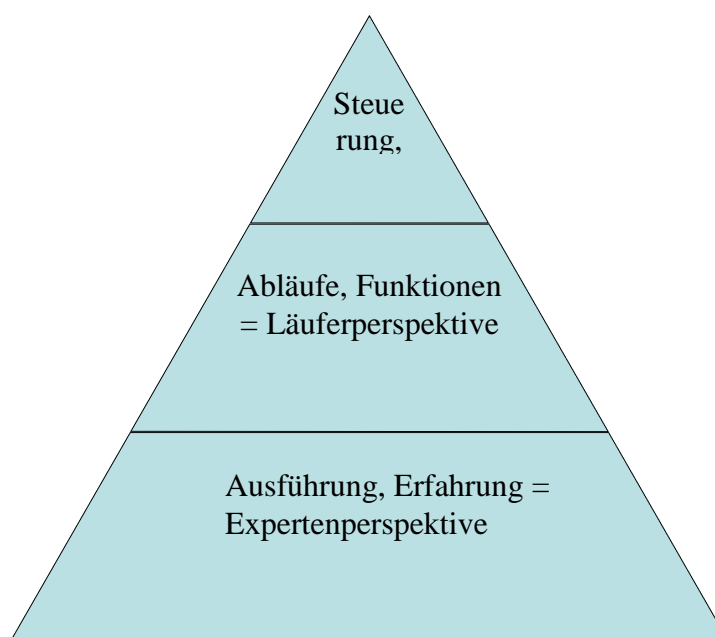 Steue
rung,
Abläufe, Funktionen
= Läuferperspektive
Ausführung, Erfahrung =
Expertenperspektive